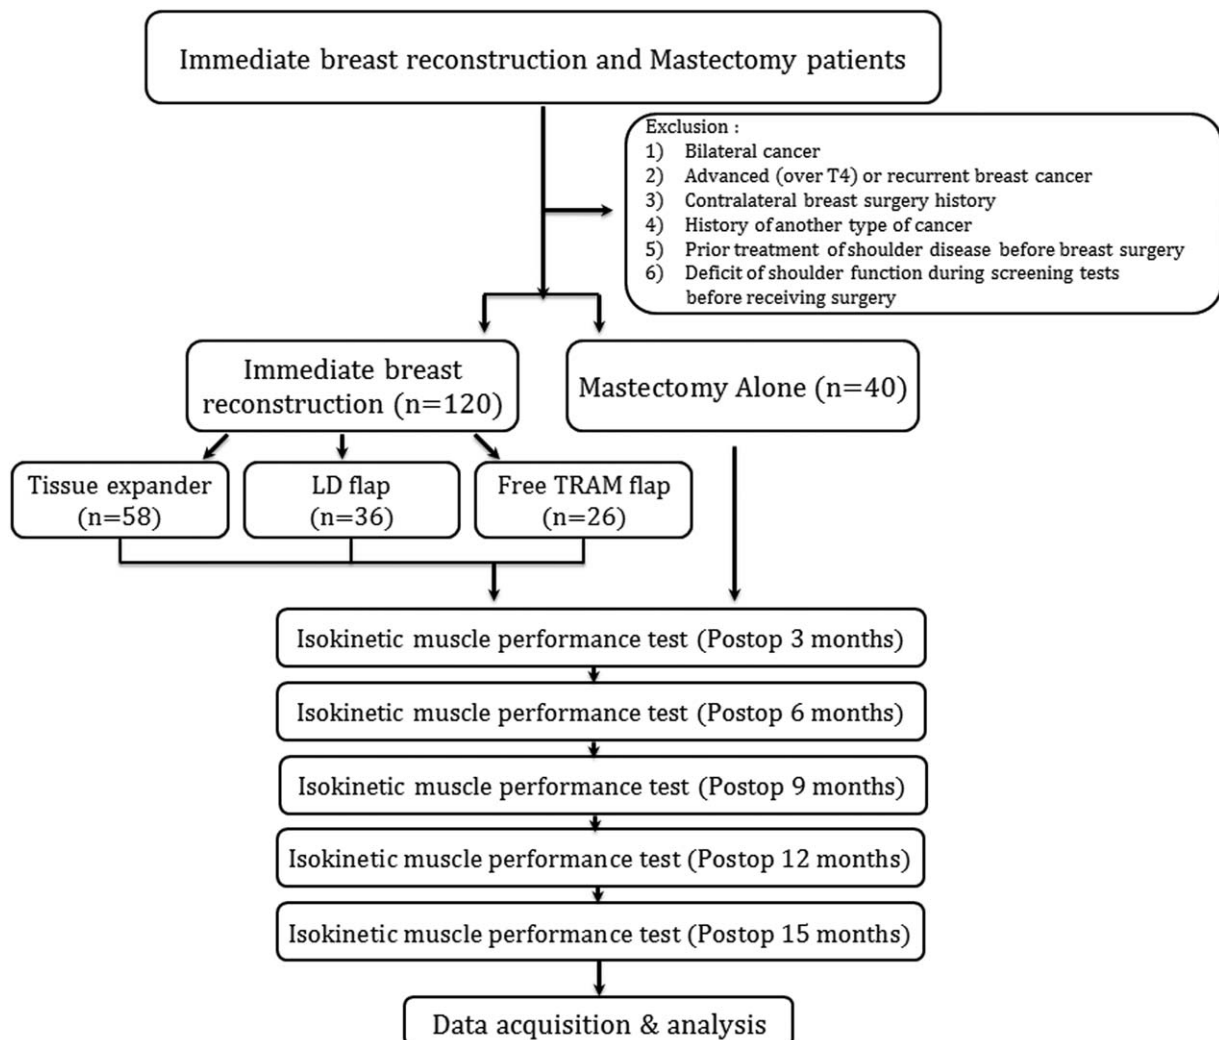 Immediate breast reconstruction and Mastectomy patients
Exclusion :
1) Bilateral cancer
2) Advanced (over T4) or recurrent breast cancer
3) Contralateral breast surgery history
4) History of another type of cancer
5) Prior treatment of shoulder disease before breast surgery
6) Deficit of shoulder function during screening tests
before receiving surgery
Immediate breast
reconstruction (n=120)
Mastectomy Alone (n=40)
Tissue expander
(n=58)
LD flap
(n=36)
Free TRAM flap
(n=26)
Isokinetic muscle performance test (Postop 3 months)
Isokinetic muscle performance test (Postop 6 months)
Isokinetic muscle performance test (Postop 9 months)
Isokinetic muscle performance test (Postop 12 months)
Isokinetic muscle performance test (Postop 15 months)
Data acquisition & analysis